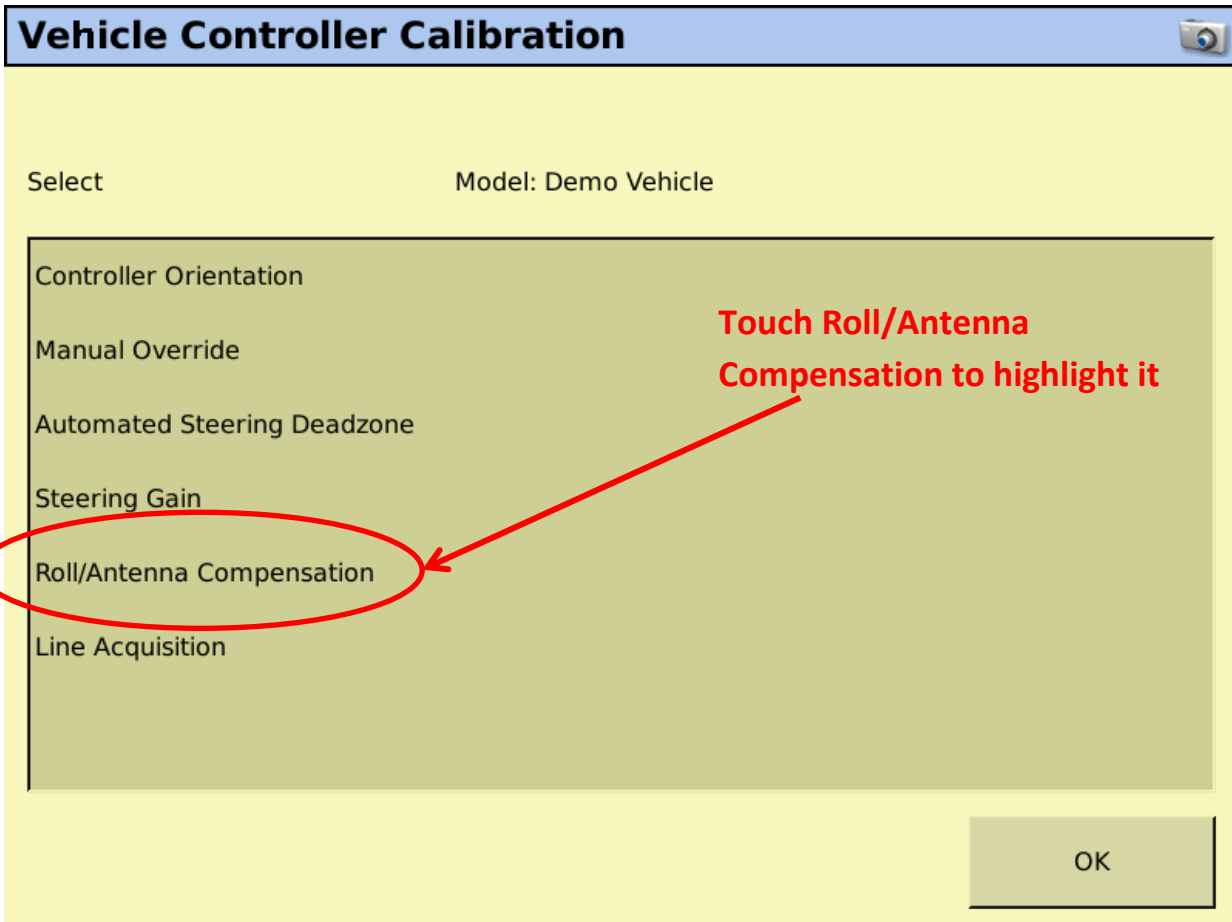 Vehicle Controller Calibration
Select
Model: Demo Vehicle
Controller Orientation
Manual Override
Automated Steering Deadzone
Steering Gain
Roll/Antenna Compensation
Line Acquisition
Touch Roll/Antenna
Compensation to highlight it
OK